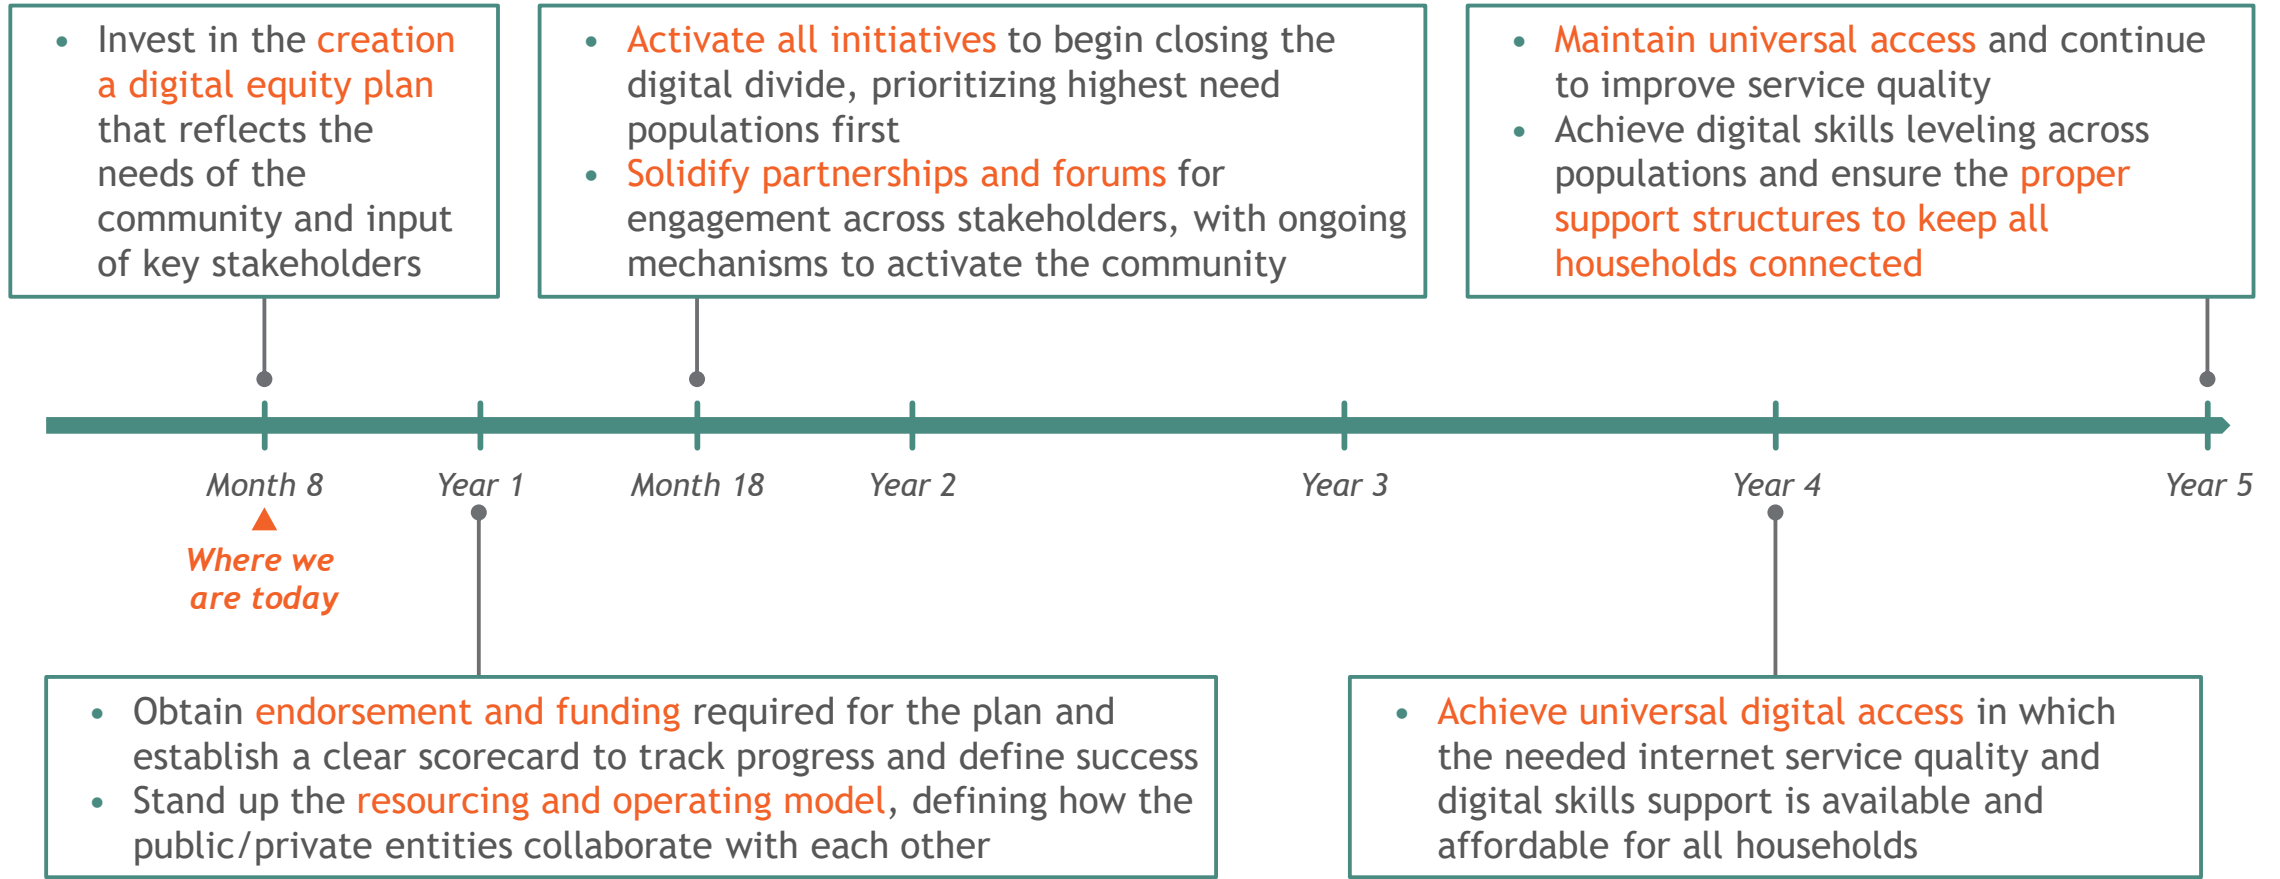 • Invest in the creation
a digital equity plan
that reflects the
needs of the
community and input
of key stakeholders
• Activate all initiatives to begin closing the
digital divide, prioritizing highest need
populations first
• Solidify partnerships and forums for
engagement across stakeholders, with ongoing
mechanisms to activate the community
• Maintain universal access and continue
to improve service quality
• Achieve digital skills leveling across
populations and ensure the proper
support structures to keep all
households connected
Month 8
Year 1
Month 18
Year 2
Year 3
Year 4
Year 5
Where we
are today
• Obtain endorsement and funding required for the plan and
establish a clear scorecard to track progress and define success
• Stand up the resourcing and operating model, defining how the
public/private entities collaborate with each other
• Achieve universal digital access in which
the needed internet service quality and
digital skills support is available and
affordable for all households